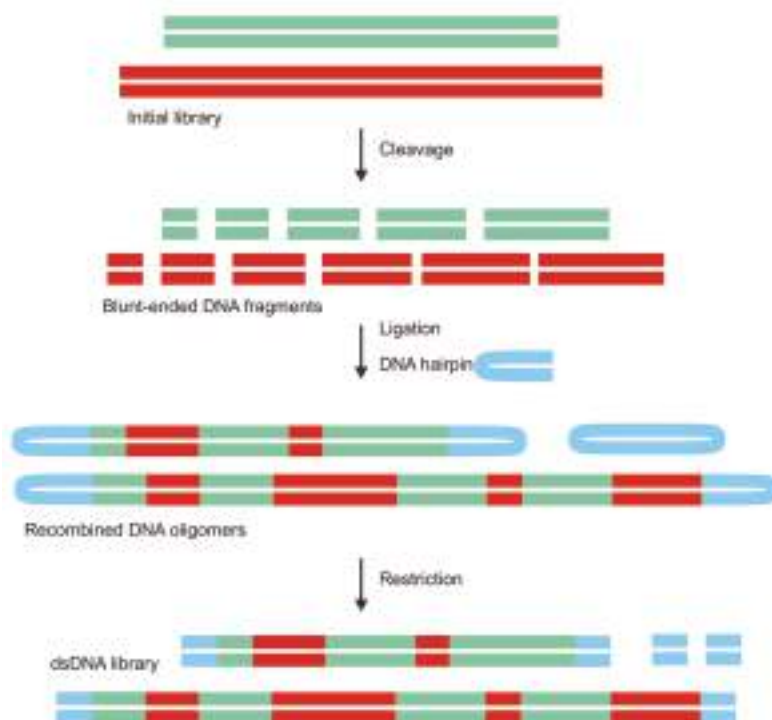 Initial library
Cleavage
Blunt-ended DNA fragments
Ligation
DNA hairpin
Recombined DNA oligomers
Restriction
dsDNA library